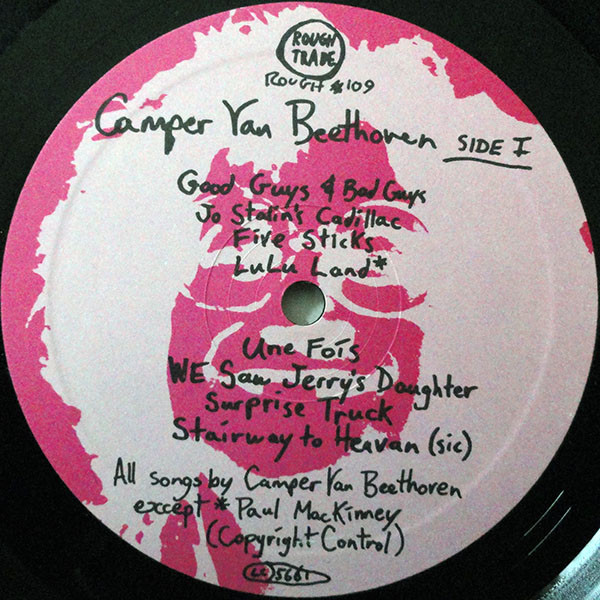 ROUGH
TRADE
ROUGH #109
Camper Van Beethoven SIDE I
Good Guys & Bad Guys
Jo Stalin's Cadillac
Five Sticks
LuLu Land*
Une Fois
WE Saw Jerry's Daughter
Surprise Truck
Stairway to Heavan (sic)
All songs by Camper Van Beethoven
except * Paul MacKinney
(Copyright Control)
LC 5661